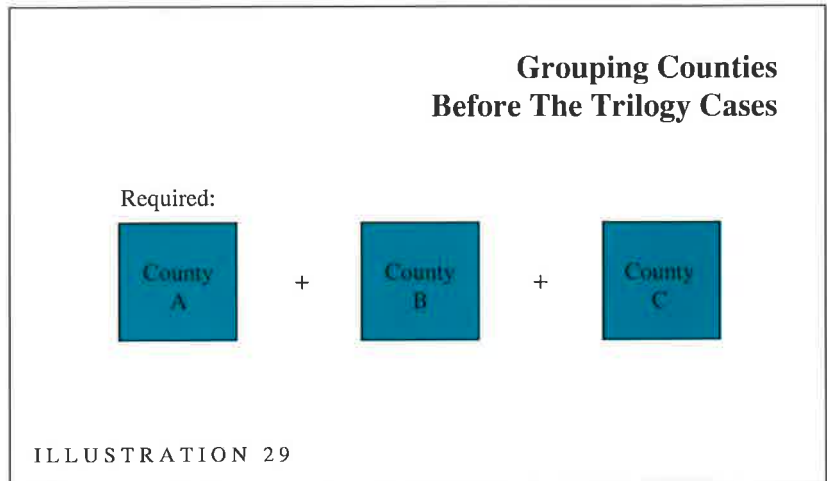 Grouping Counties
Before The Trilogy Cases
Required:
County
A
+
County
B
+
County
C
ILLUSTRATION 29